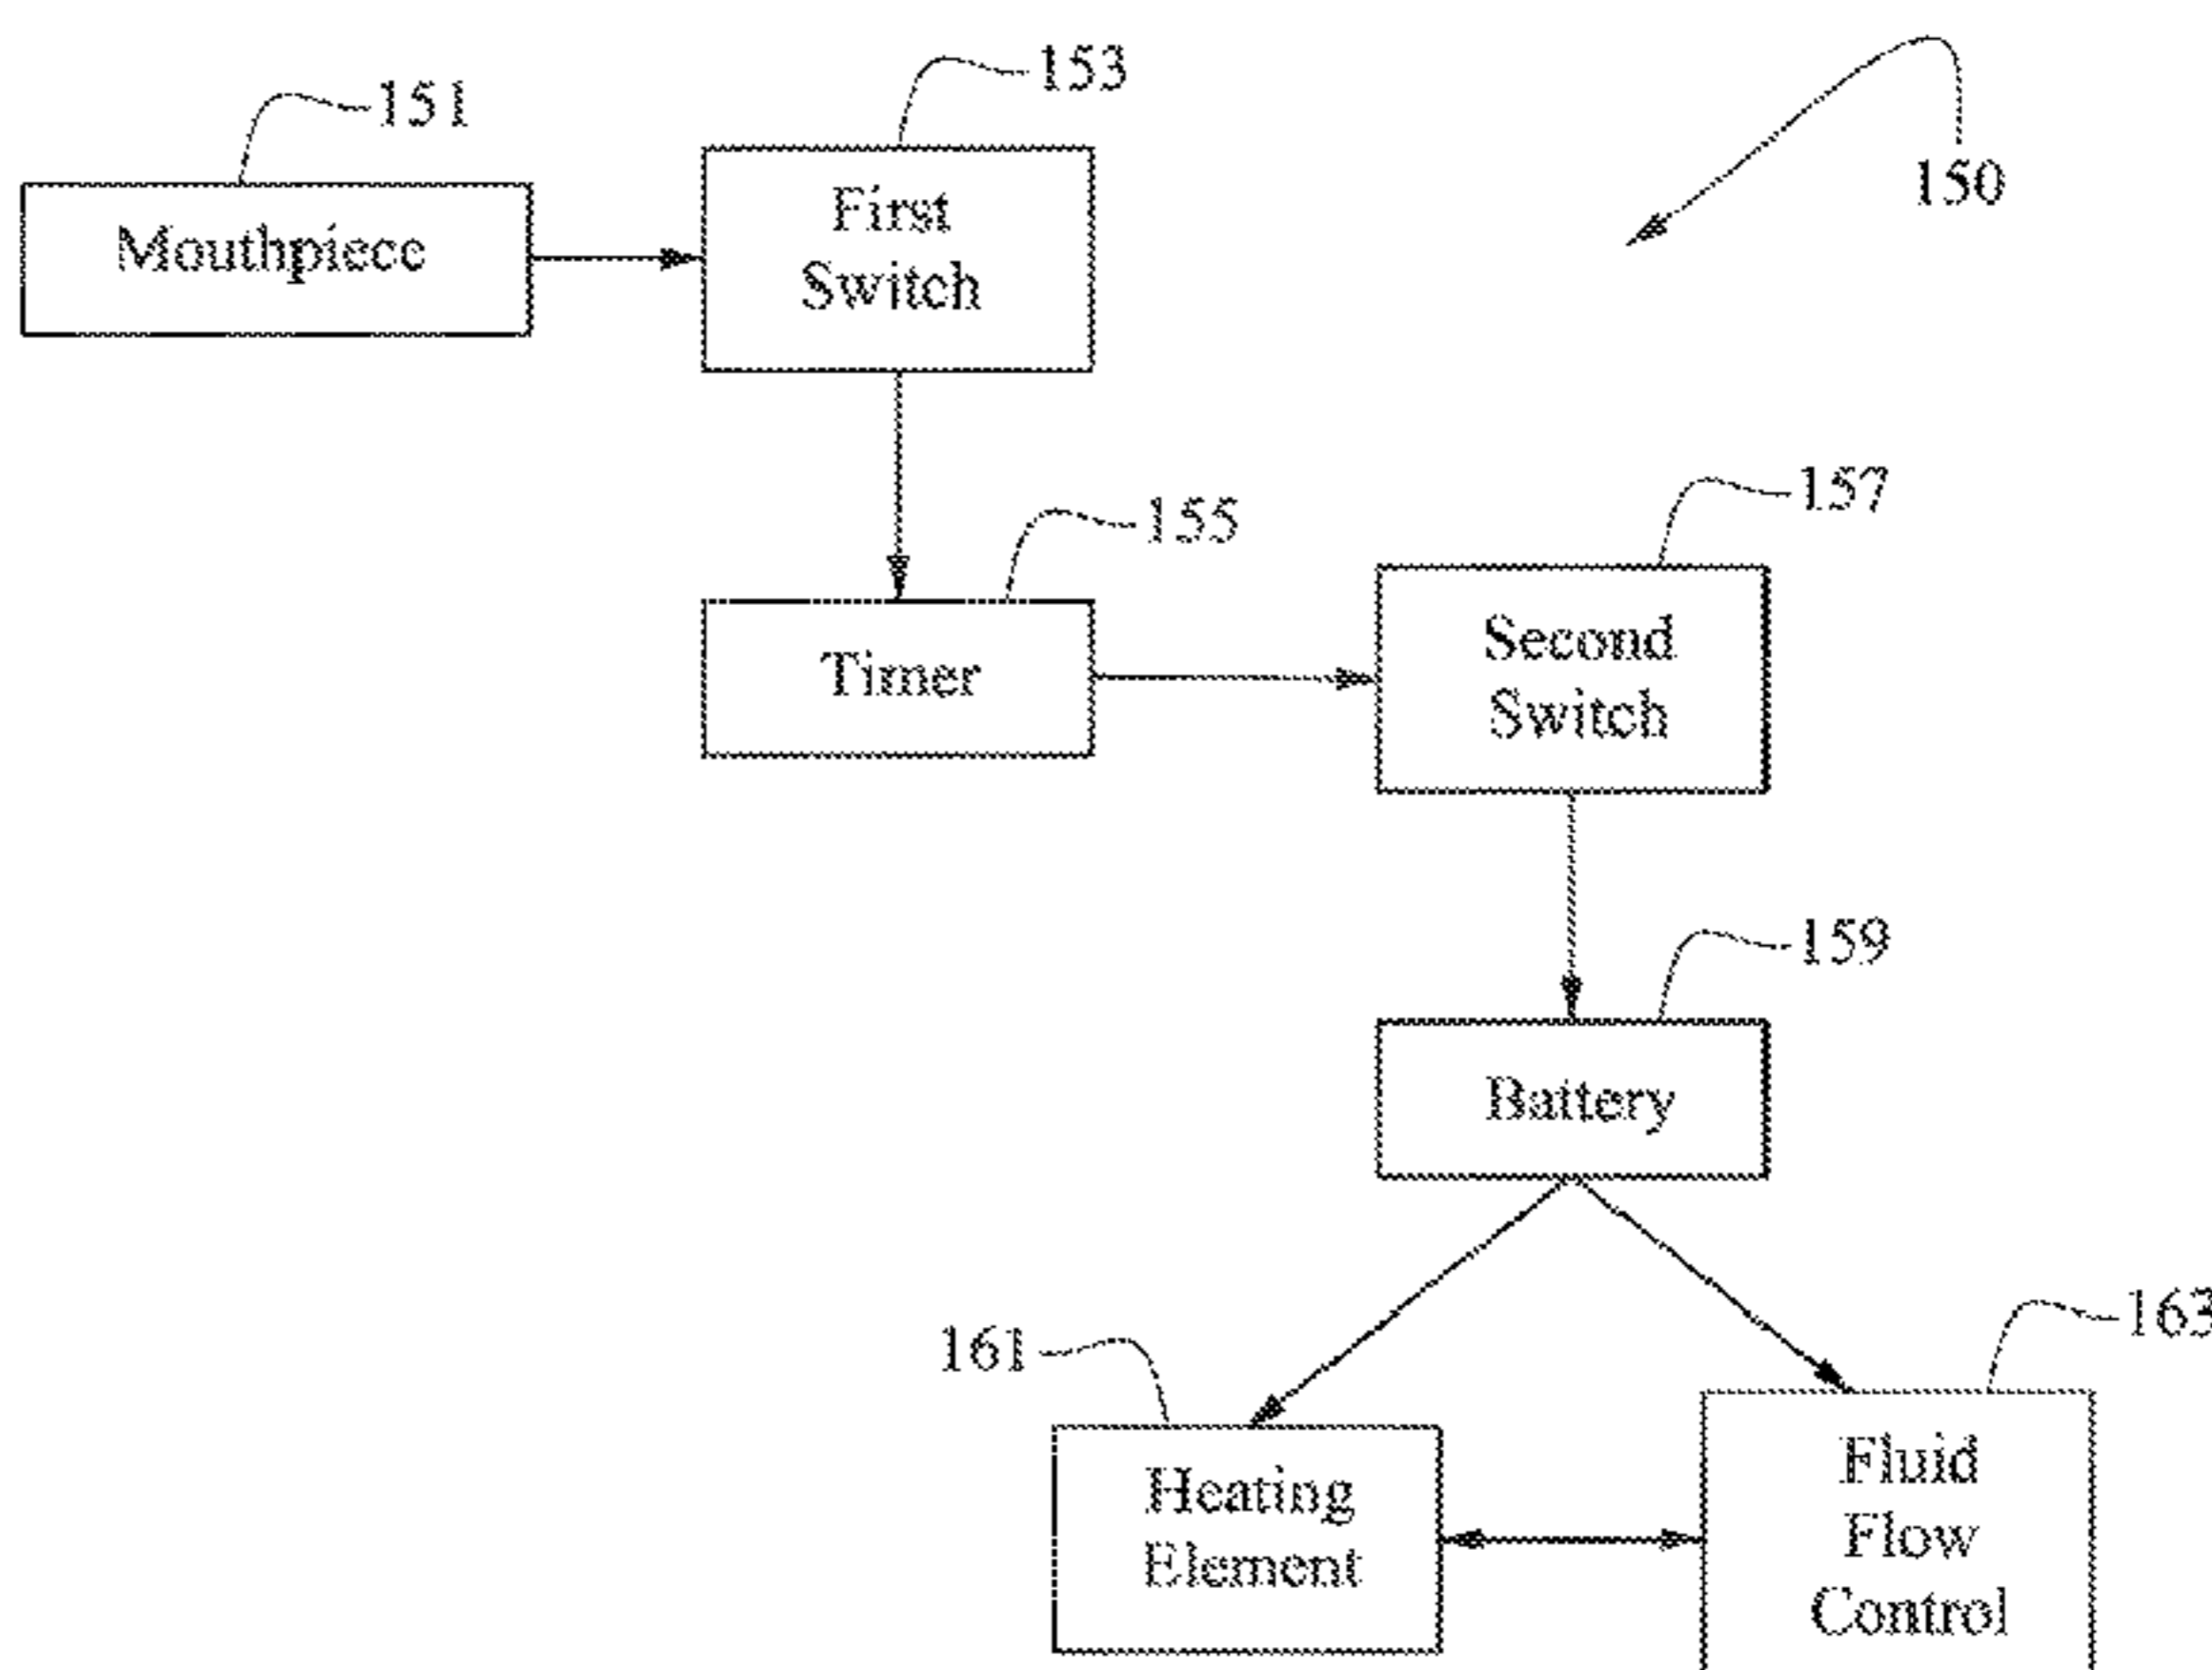 151
153
150
Mouthpiece
First
Switch
155
157
Timer
Second
Switch
159
Battery
161
163
Heating
Element
Fluid
Flow
Control